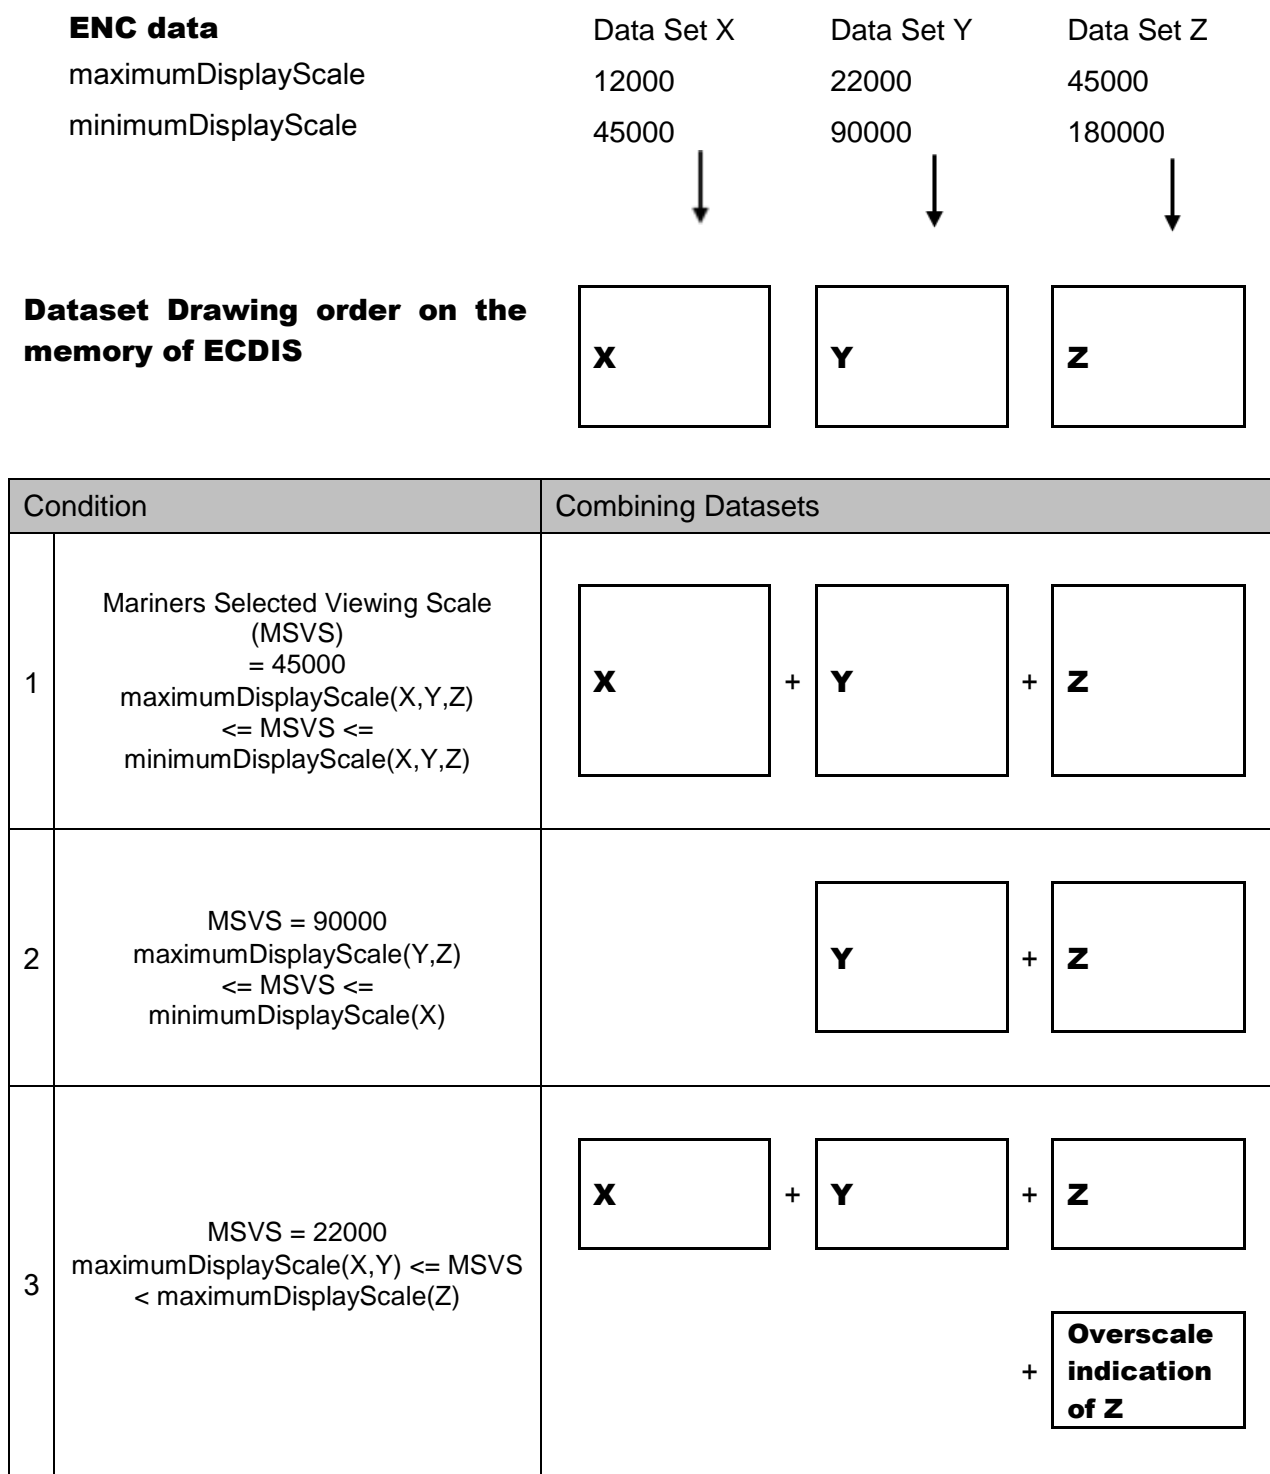 ENC data Data Set X Data Set Y Data Set Z
maximumDisplayScale 12000 22000 45000
minimumDisplayScale 45000 90000 180000
Dataset Drawing order on the
memory of ECDIS
X Y Z
Condition Combining Datasets
1
Mariners Selected Viewing Scale
(MSVS)
= 45000
maximumDisplayScale(X,Y,Z)
<= MSVS <=
minimumDisplayScale(X,Y,Z)
X + Y + Z
2
MSVS = 90000
maximumDisplayScale(Y,Z)
<= MSVS <=
minimumDisplayScale(X)
Y + Z
3
MSVS = 22000
maximumDisplayScale(X,Y) <= MSVS
< maximumDisplayScale(Z)
X + Y + Z
+ Overscale
indication
of Z